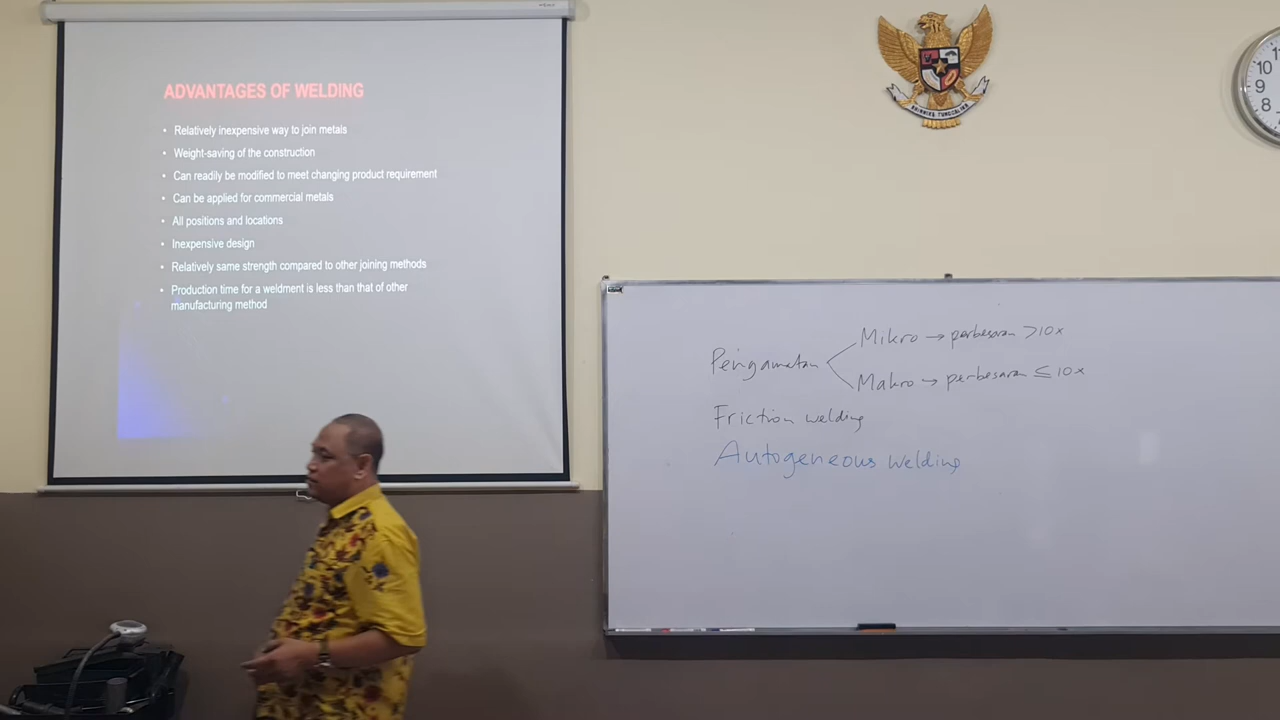 ADVANTAGES OF WELDING
• Relatively inexpensive way to join metals
• Weight-saving of the construction
• Can readily be modified to meet changing product requirement
• Can be applied for commercial metals
• All positions and locations
• Inexpensive design
• Relatively same strength compared to other joining methods
• Production time for a weldment is less than that of other
manufacturing method
BHINNEKA TUNGGAL IKA
10
9
8
Pengamatan
Mikro → perbesaran >10x
Makro → perbesaran ≤ 10x
Friction welding
Autogeneous welding